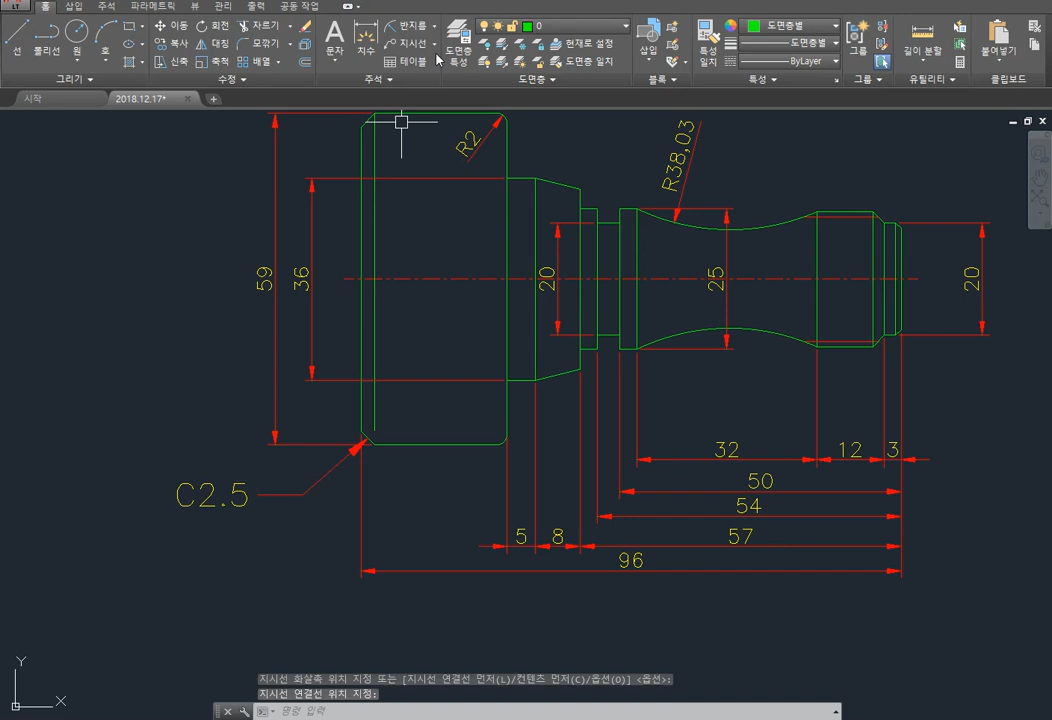 LT
홈 삽입 주석 파라메트릭 뷰 관리 출력 공동 작업
선 폴리선 원 호
이동 회전 자르기
복사 대칭 모깎기
신축 축척 배열
문자 치수
반지름
지시선
테이블
도면층 특성
0
현재로 설정
도면층 일치
삽입
특성 일치
도면층별
도면층별
ByLayer
그룹
길이 분할
붙여넣기
그리기 수정 주석 도면층 블록 특성 그룹 유틸리티 클립보드
시작 2018.12.17*
R2
R38,03
59
36
20
25
20
C2.5
32 12 3
50
54
5 8 57
96
Y
X
지시선 화살촉 위치 지정 또는 [지시선 연결선 먼저(L)/컨텐츠 먼저(C)/옵션(O)] <옵션>:
지시선 연결선 위치 지정:
명령 입력